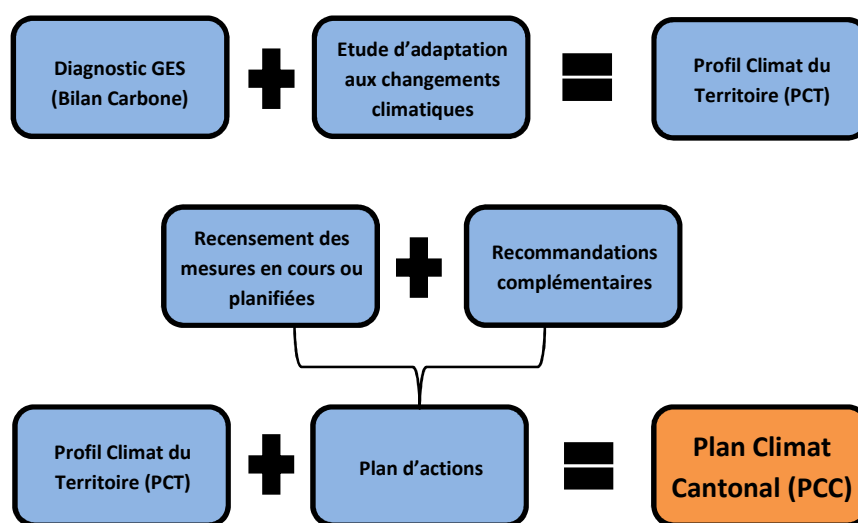 Diagnostic GES
(Bilan Carbone)
Etude d’adaptation
aux changements
climatiques
Profil Climat du
Territoire (PCT)
Recensement des
mesures en cours ou
planifiées
Recommandations
complémentaires
Profil Climat du
Territoire (PCT)
Plan d’actions
Plan Climat
Cantonal (PCC)